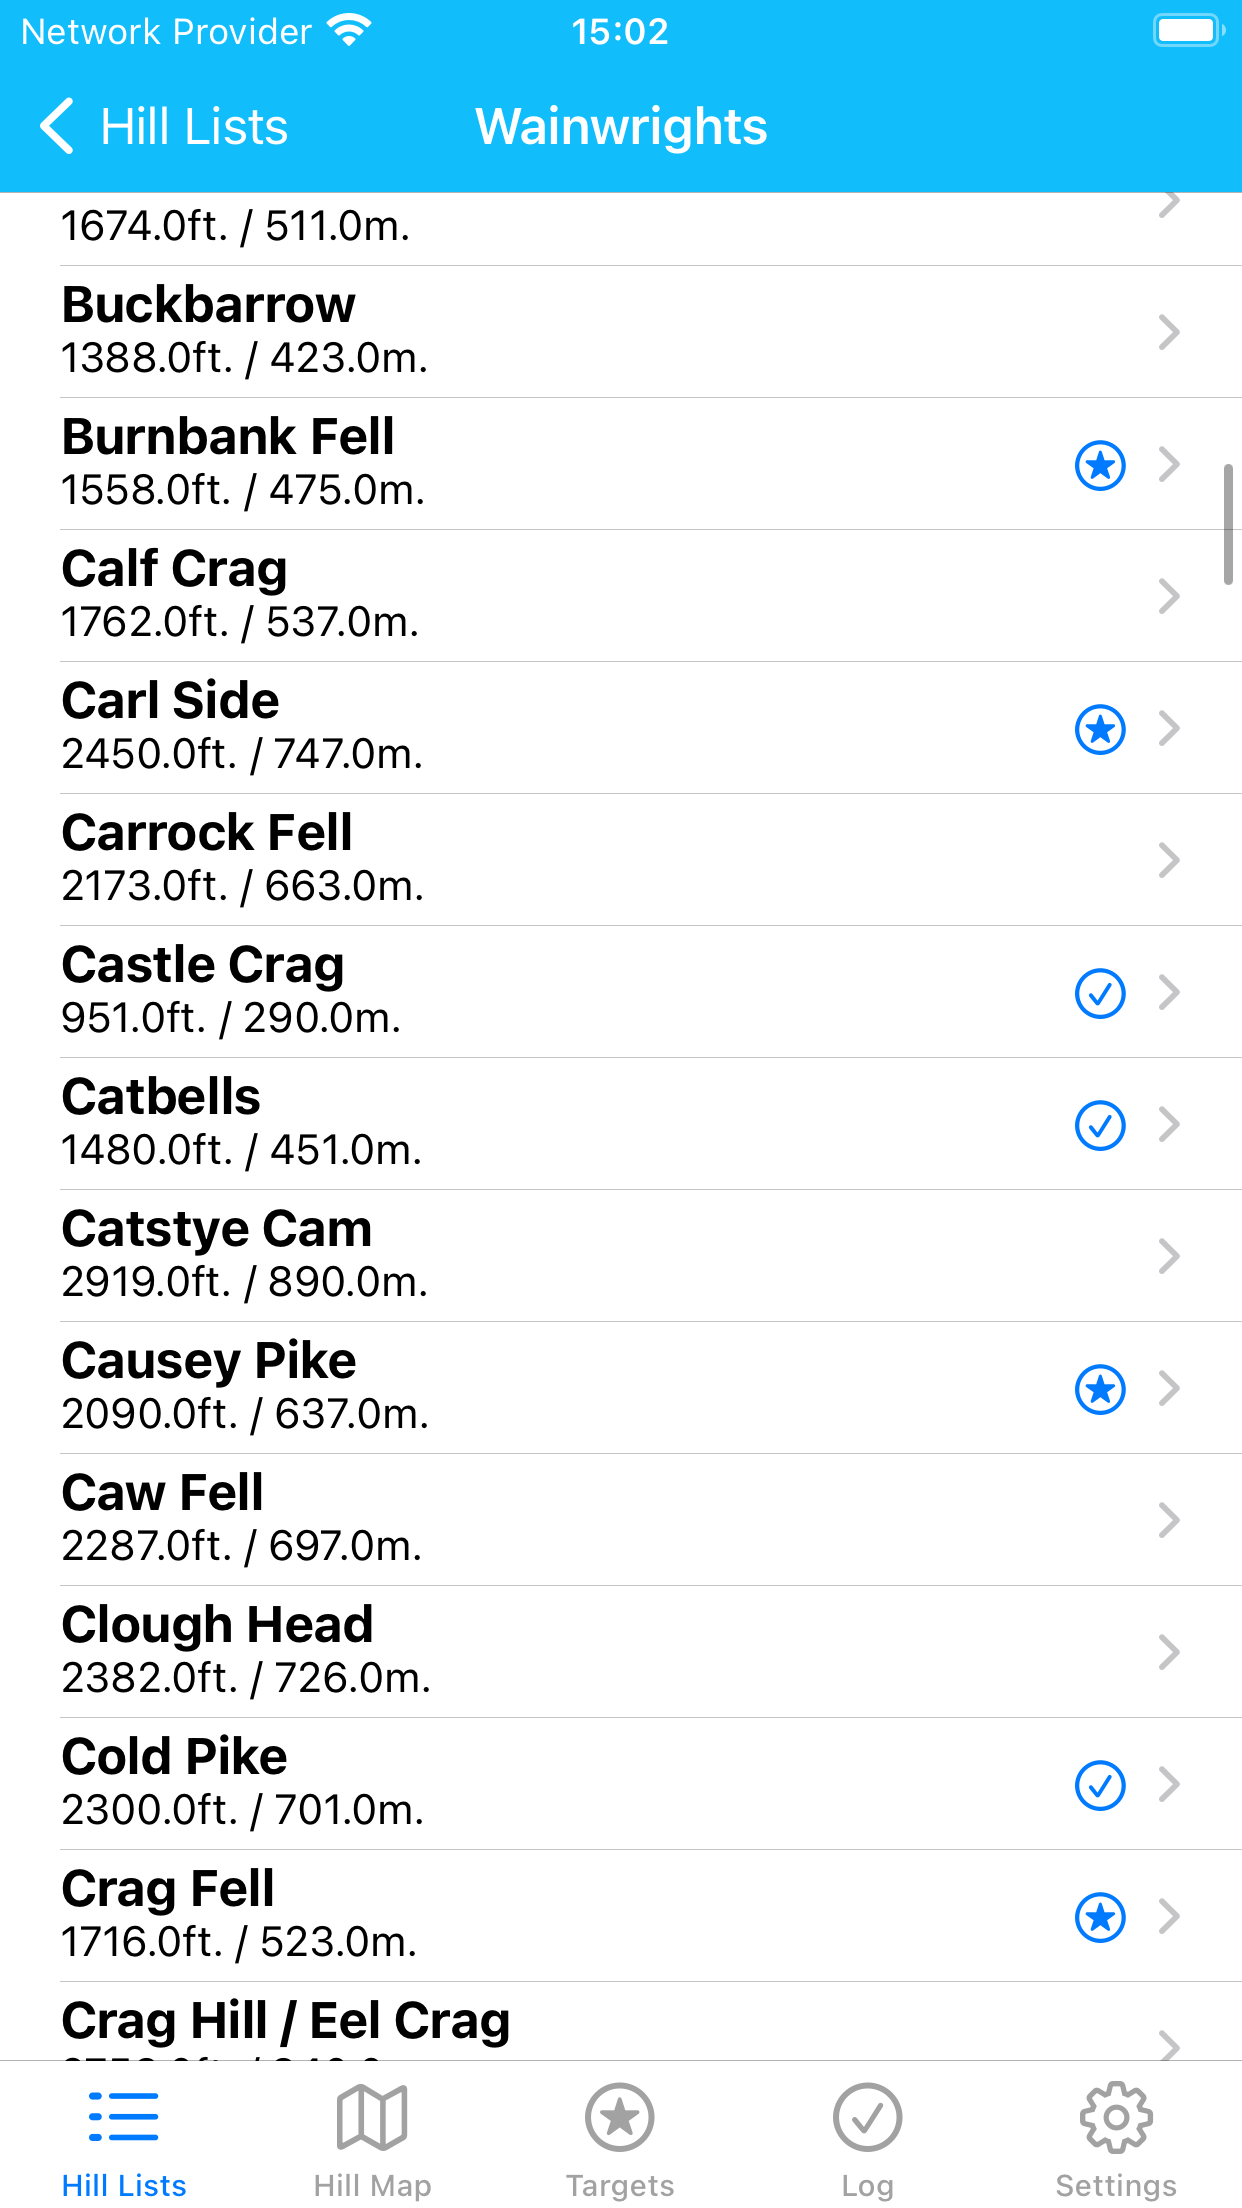 Network Provider 15:02
Hill Lists Wainwrights
1674.0ft. / 511.0m.
Buckbarrow
1388.0ft. / 423.0m.
Burnbank Fell
1558.0ft. / 475.0m.
Calf Crag
1762.0ft. / 537.0m.
Carl Side
2450.0ft. / 747.0m.
Carrock Fell
2173.0ft. / 663.0m.
Castle Crag
951.0ft. / 290.0m.
Catbells
1480.0ft. / 451.0m.
Catstye Cam
2919.0ft. / 890.0m.
Causey Pike
2090.0ft. / 637.0m.
Caw Fell
2287.0ft. / 697.0m.
Clough Head
2382.0ft. / 726.0m.
Cold Pike
2300.0ft. / 701.0m.
Crag Fell
1716.0ft. / 523.0m.
Crag Hill / Eel Crag
Hill Lists Hill Map Targets Log Settings